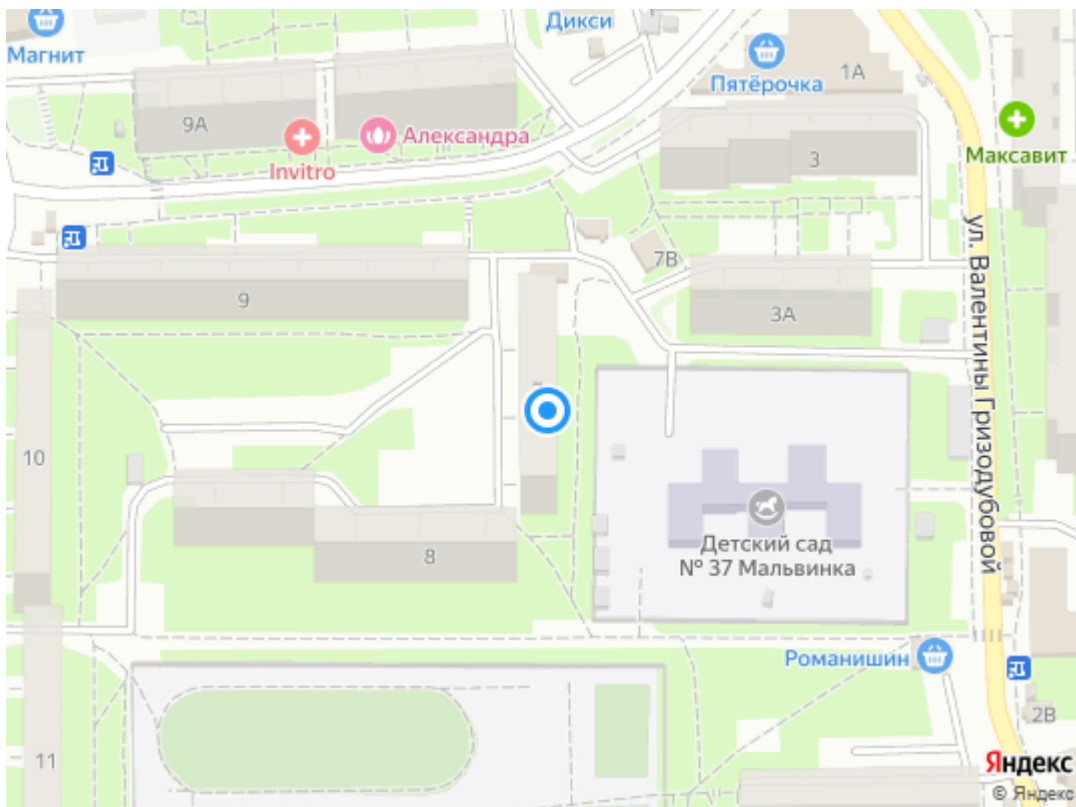 Дикси
Магнит
Пятёрочка
1А
9А
Александра
Invitro
3
Максавит
7В
9
3А
ул. Валентины Гризодубовой
10
Детский сад
№ 37 Мальвинка
8
Романишин
2В
11
Яндекс
© Яндекс